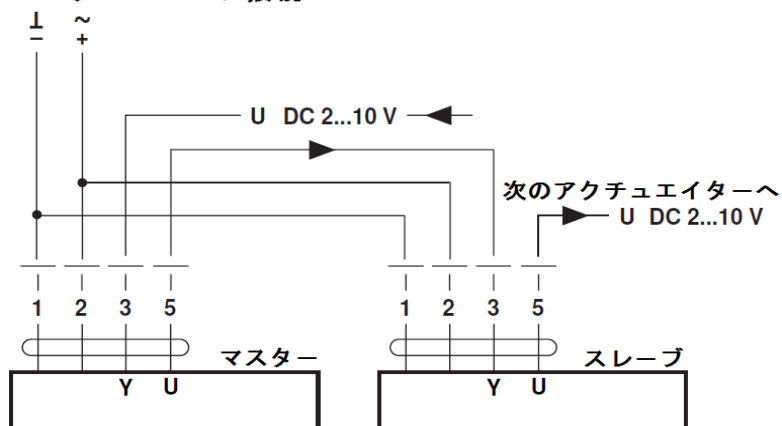 ⊥ ~
− +
U DC 2...10 V
次のアクチュエイターへ
U DC 2...10 V
1 2 3 5 1 2 3 5
マスター スレーブ
Y U Y U